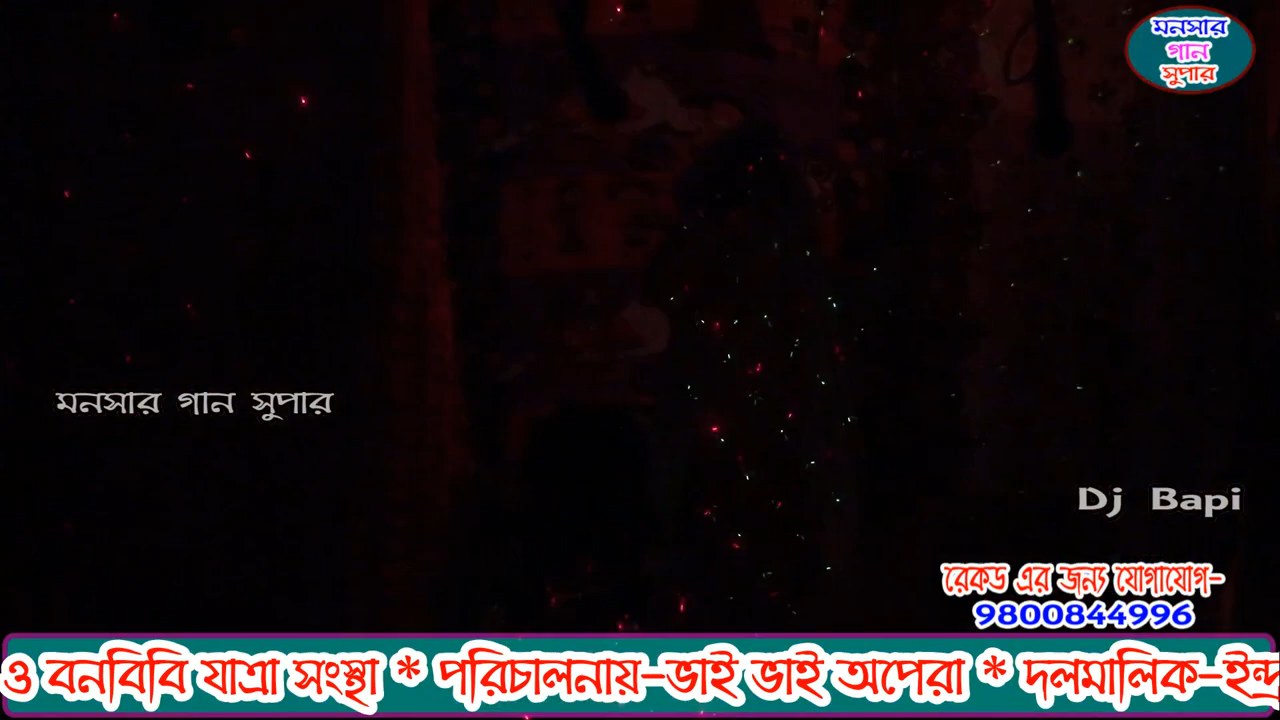 মনসার
গান
সুপার
মনসার গান সুপার
Dj Bapi
রেকড এর জন্য যোগাযোগ-
9800844996
ও বনবিবি যাত্রা সংস্থা * পরিচালনায়-ভাই ভাই অপেরা * দলমালিক-ইন্দ্র